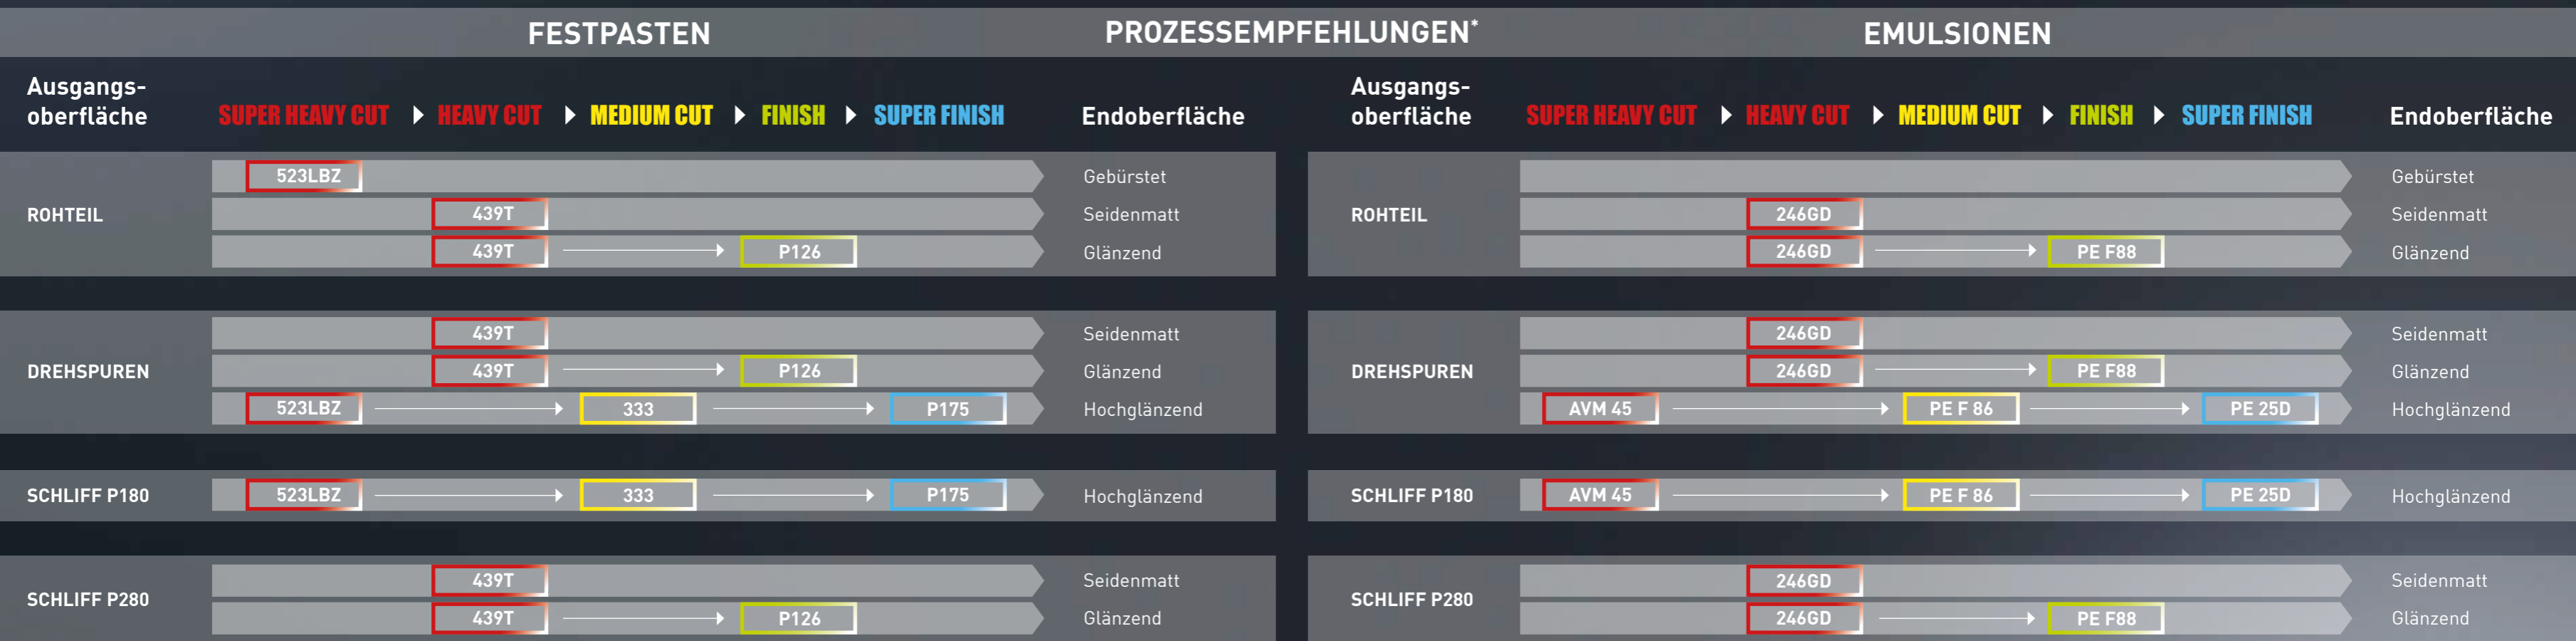 FESTPASTEN
PROZESSEMPFEHLUNGEN*
EMULSIONEN
Ausgangs-
oberfläche
SUPER HEAVY CUT HEAVY CUT MEDIUM CUT FINISH SUPER FINISH
Endoberfläche
523LBZ Gebürstet
ROHTEIL
439T Seidenmatt
439T P126 Glänzend
439T Seidenmatt
DREHSPUREN
439T P126 Glänzend
523LBZ 333 P175 Hochglänzend
SCHLIFF P180
523LBZ 333 P175 Hochglänzend
439T Seidenmatt
SCHLIFF P280
439T P126 Glänzend
Ausgangs-
oberfläche
SUPER HEAVY CUT HEAVY CUT MEDIUM CUT FINISH SUPER FINISH
Endoberfläche
Gebürstet
ROHTEIL
246GD Seidenmatt
246GD PE F88 Glänzend
246GD Seidenmatt
DREHSPUREN
246GD PE F88 Glänzend
AVM 45 PE F 86 PE 25D Hochglänzend
SCHLIFF P180
AVM 45 PE F 86 PE 25D Hochglänzend
246GD Seidenmatt
SCHLIFF P280
246GD PE F88 Glänzend